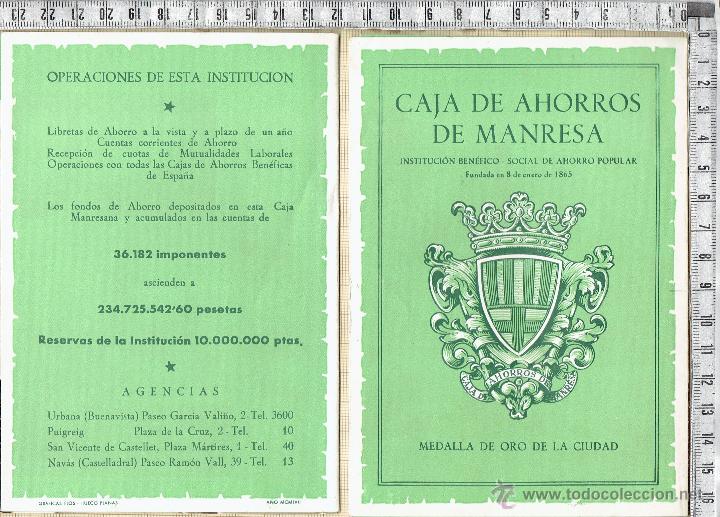 OPERACIONES DE ESTA INSTITUCION
Libretas de Ahorro a la vista y a plazo de un año
Cuentas corrientes de Ahorro
Recepción de cuotas de Mutualidades Laborales
Operaciones con todas las Cajas de Ahorros Benéficas
de España
Los fondos de Ahorro depositados en esta Caja
Manresana y acumulados en las cuentas de
36.182 imponentes
ascienden a
234.725.542'60 pesetas
Reservas de la Institución 10.000.000 ptas.
AGENCIAS
Urbana (Buenavista) Paseo García Valiño, 2 - Tel. 3600
Puigreig Plaza de la Cruz, 2 - Tel. 10
San Vicente de Castellet, Plaza Mártires, 1 - Tel. 40
Navás (Castelladral) Paseo Ramón Vall, 39 - Tel. 13
CAJA DE AHORROS
DE MANRESA
INSTITUCIÓN BENÉFICO - SOCIAL DE AHORRO POPULAR
Fundada en 8 de enero de 1865
CAJA DE AHORROS DE
MEDALLA DE ORO DE LA CIUDAD
www.todocoleccion.net